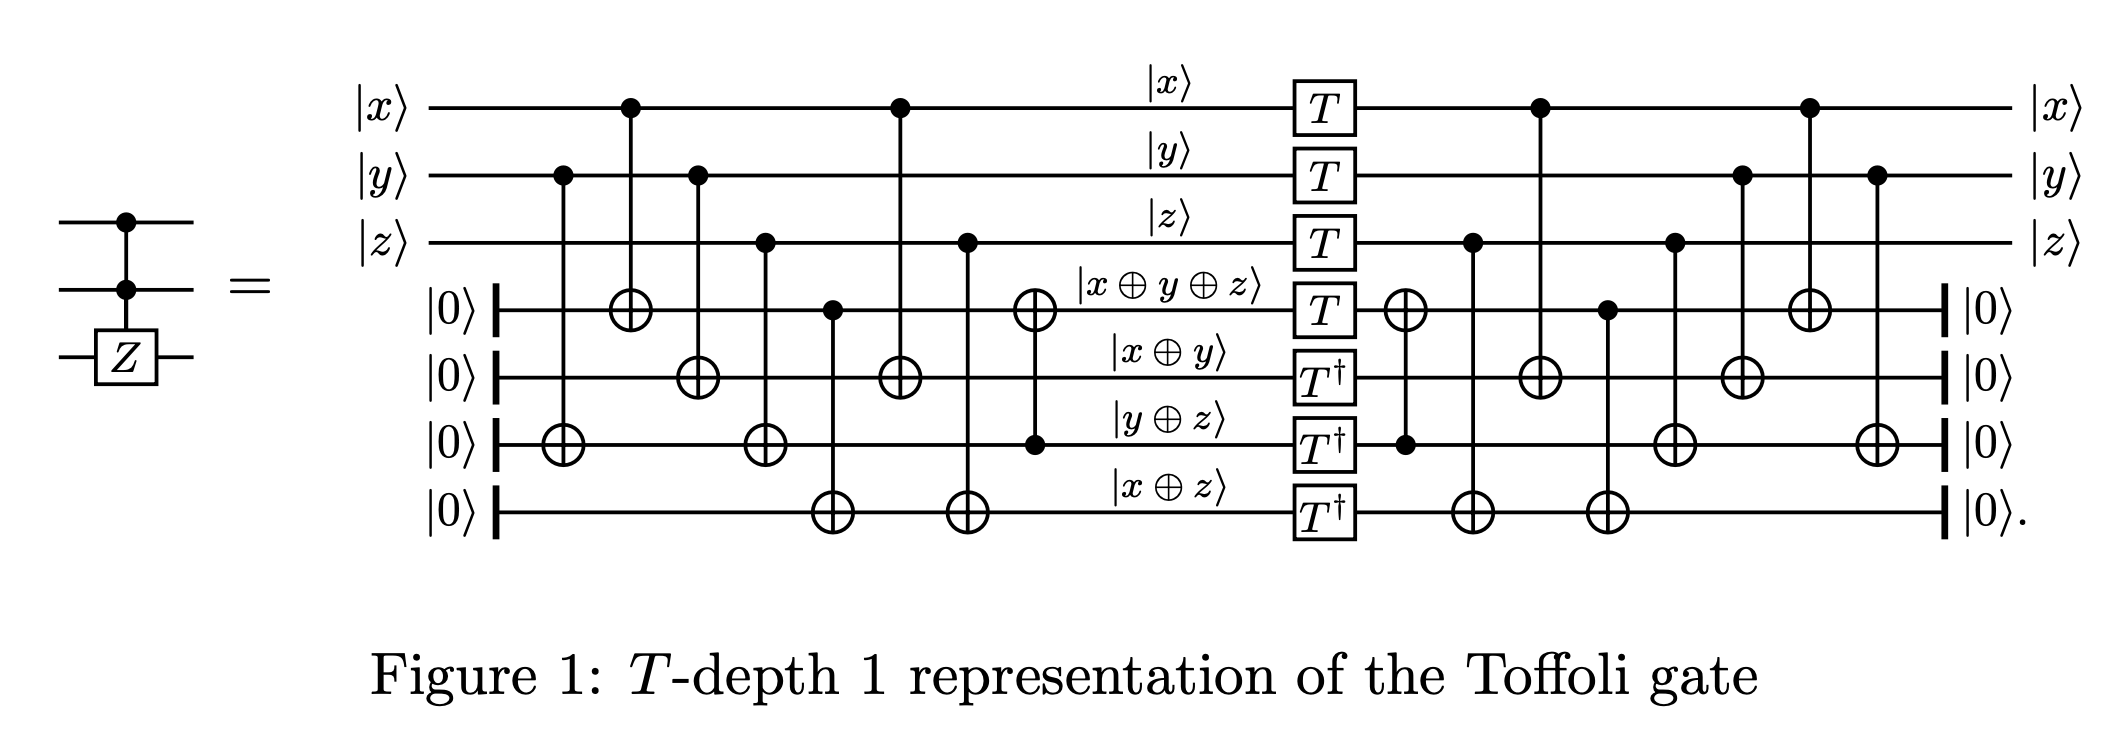 |x⟩ |x⟩ T |x⟩
|y⟩ |y⟩ T |y⟩
|z⟩ |z⟩ T |z⟩
= |0⟩ |x ⊕ y ⊕ z⟩ T |0⟩
Z |0⟩ |x ⊕ y⟩ T† |0⟩
|0⟩ |y ⊕ z⟩ T† |0⟩
|0⟩ |x ⊕ z⟩ T† |0⟩.
Figure 1: T-depth 1 representation of the Toffoli gate